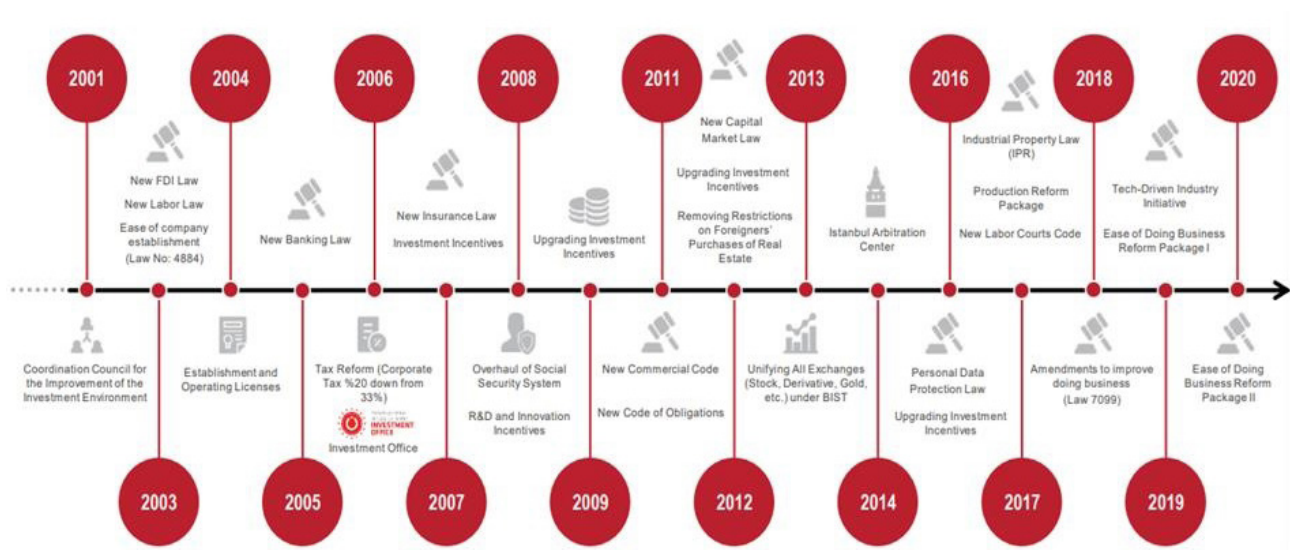 2001
2004
2006
2008
2011
2013
2016
2018
2020
New FDI Law
New Labor Law
Ease of company
establishment
(Law No: 4884)
New Banking Law
New Insurance Law
Investment Incentives
Upgrading Investment
Incentives
New Capital
Market Law
Upgrading Investment
Incentives
Removing Restrictions
on Foreigners'
Purchases of Real
Estate
Istanbul Arbitration
Center
Industrial Property Law
(IPR)
Production Reform
Package
New Labor Courts Code
Tech-Driven Industry
Initiative
Ease of Doing Business
Reform Package I
Coordination Council for
the Improvement of the
Investment Environment
Establishment and
Operating Licenses
Tax Reform (Corporate
Tax %20 down from
33%)
INVESTMENT
OFFICE
Investment Office
Overhaul of Social
Security System
R&D and Innovation
Incentives
New Commercial Code
New Code of Obligations
Unifying All Exchanges
(Stock, Derivative, Gold,
etc.) under BIST
Personal Data
Protection Law
Upgrading Investment
Incentives
Amendments to improve
doing business
(Law 7099)
Ease of Doing
Business Reform
Package II
2003
2005
2007
2009
2012
2014
2017
2019